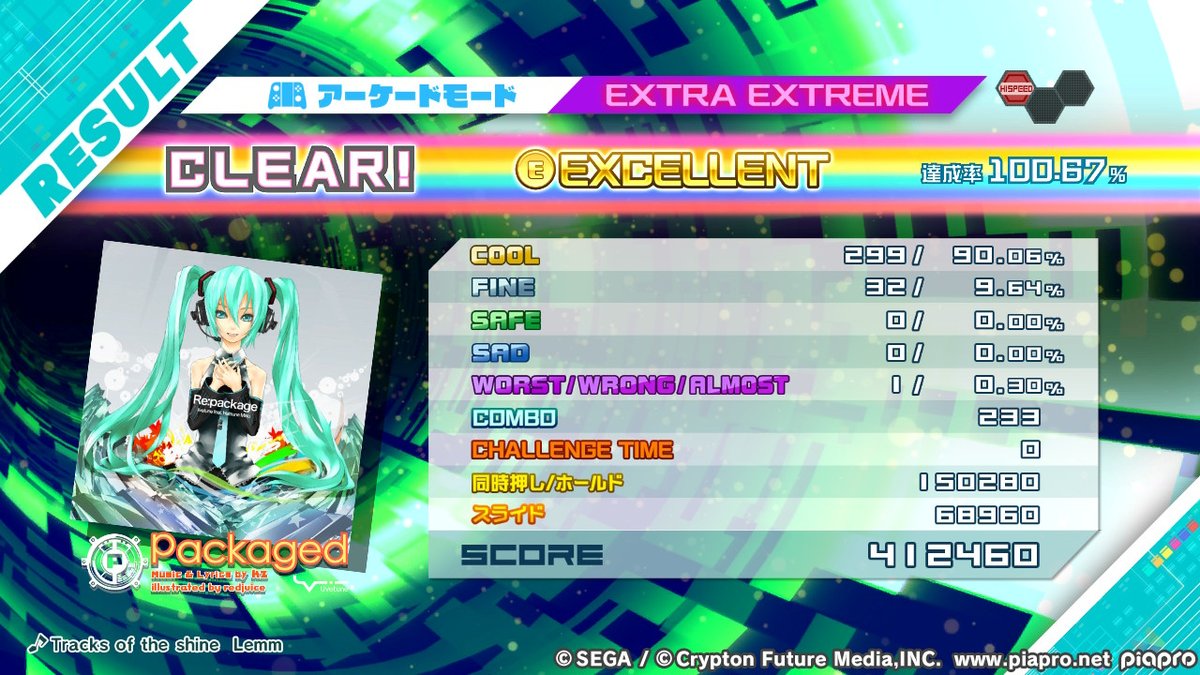 RESULT
アーケードモード EXTRA EXTREME HISPEED
CLEAR! E EXCELLENT 達成率 100.67%
COOL 299/ 90.06%
FINE 32/ 9.64%
SAFE 0/ 0.00%
SAD 0/ 0.00%
WORST/WRONG/ALMOST 1/ 0.30%
COMBO 233
CHALLENGE TIME 0
同時押し/ホールド 150280
スライド 68960
SCORE 412460
Re:package
Packaged
Music & Lyrics by kz
illustrated by redjuice
♪Tracks of the shine Lemm
©SEGA / ©Crypton Future Media,INC. www.piapro.net piapro